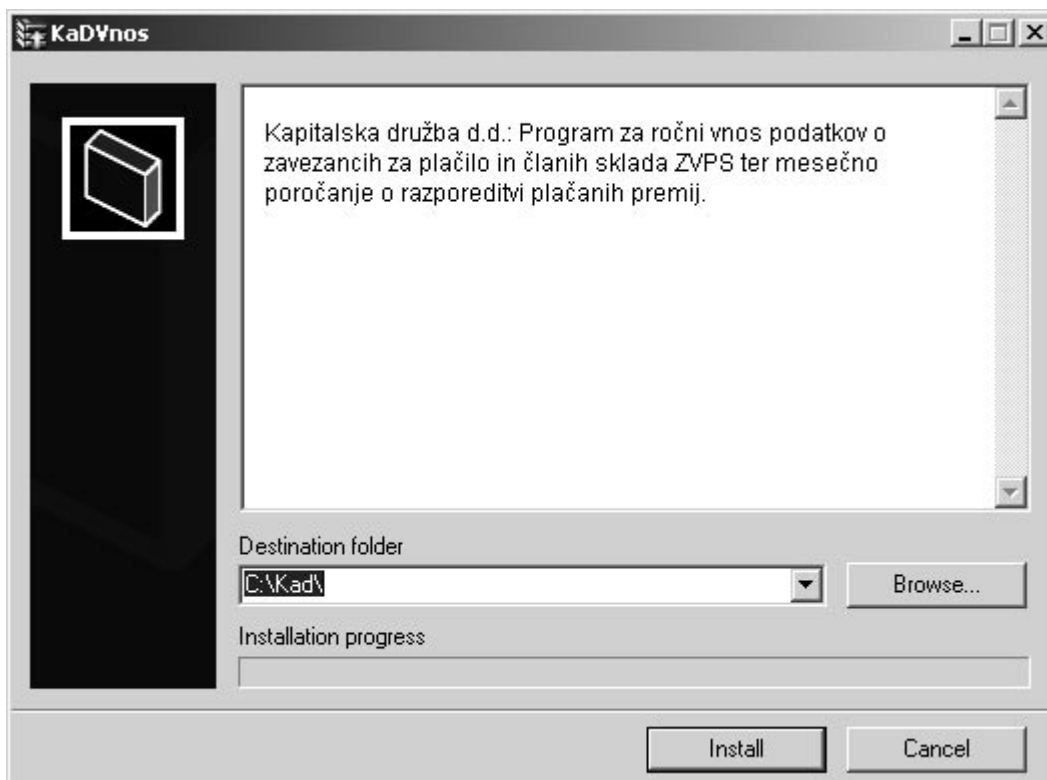 KaDVnos
Kapitalska družba d.d.: Program za ročni vnos podatkov o
zavezancih za plačilo in članih sklada ZVPS ter mesečno
poročanje o razporeditvi plačanih premij.
Destination folder
C:\Kad\
Browse...
Installation progress
Install
Cancel